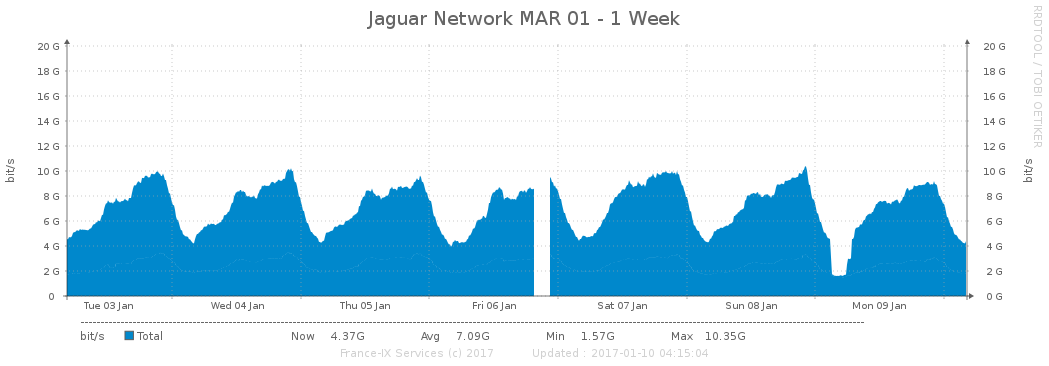 Jaguar Network MAR 01 - 1 Week
RRDTOOL / TOBI OETIKER
bit/s
20 G 20 G
18 G 18 G
16 G 16 G
14 G 14 G
12 G 12 G
10 G 10 G
8 G 8 G
6 G 6 G
4 G 4 G
2 G 2 G
0 0 G
bit/s
Tue 03 Jan Wed 04 Jan Thu 05 Jan Fri 06 Jan Sat 07 Jan Sun 08 Jan Mon 09 Jan
bit/s Total Now 4.37G Avg 7.09G Min 1.57G Max 10.35G
France-IX Services (c) 2017 Updated : 2017-01-10 04:15:04